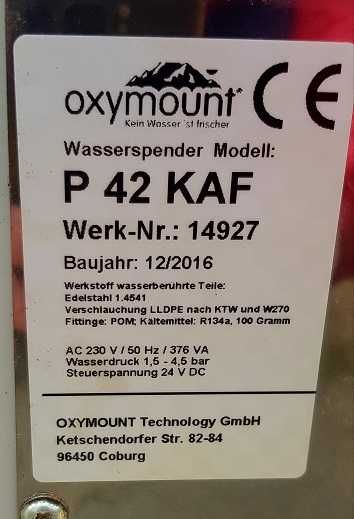 oxymount
CE
Kein Wasser ist frischer
Wasserspender Modell:
P 42 KAF
Werk-Nr.: 14927
Baujahr: 12/2016
Werkstoff wasserberührte Teile:
Edelstahl 1.4541
Verschlauchung LLDPE nach KTW und W270
Fittinge: POM; Kältemittel: R134a, 100 Gramm
AC 230 V / 50 Hz / 376 VA
Wasserdruck 1,5 - 4,5 bar
Steuerspannung 24 V DC
OXYMOUNT Technology GmbH
Ketschendorfer Str. 82-84
96450 Coburg